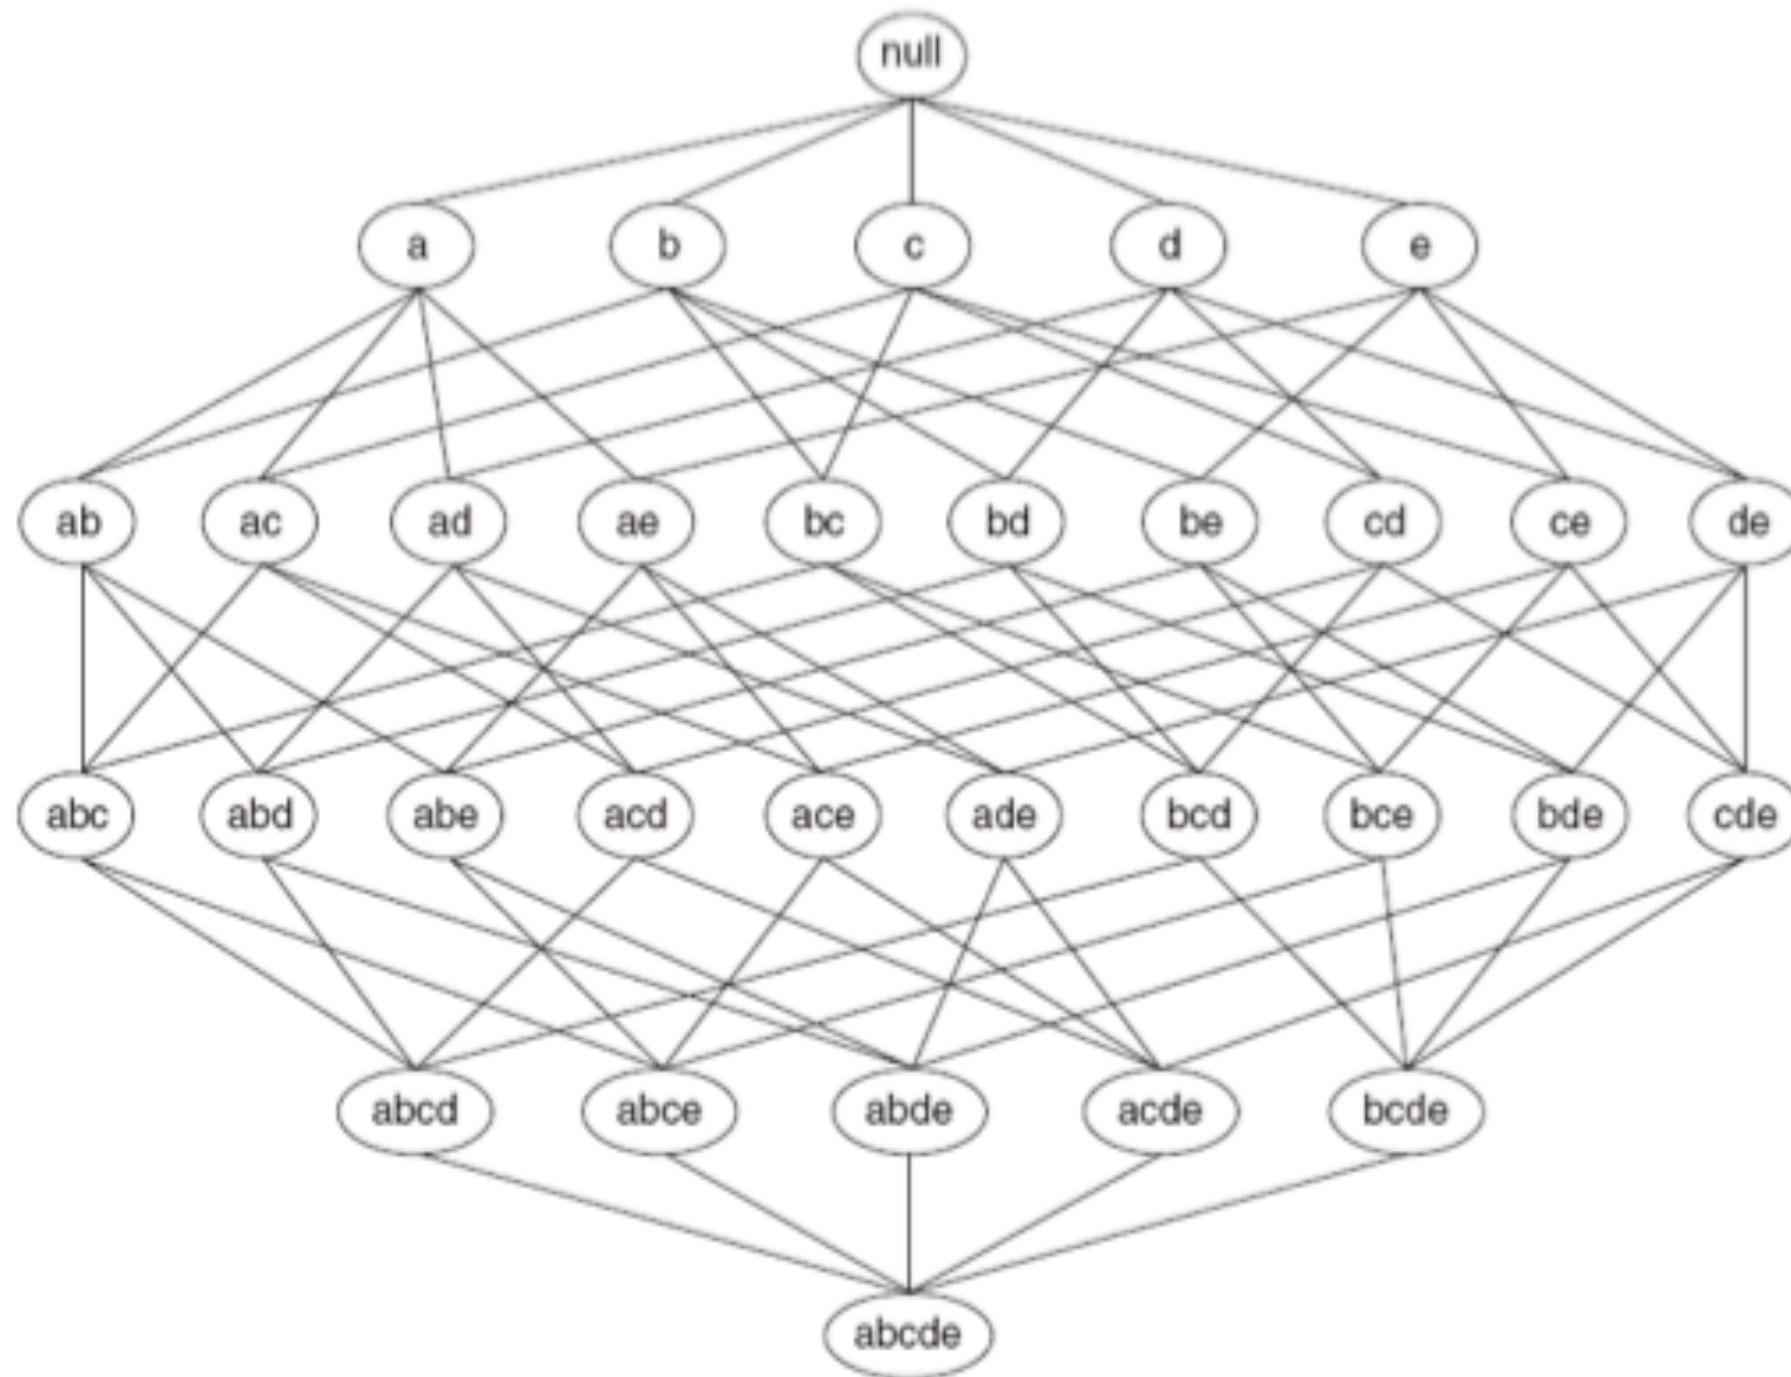 null
a b c d e
ab ac ad ae bc bd be cd ce de
abc abd abe acd ace ade bcd bce bde cde
abcd abce abde acde bcde
abcde